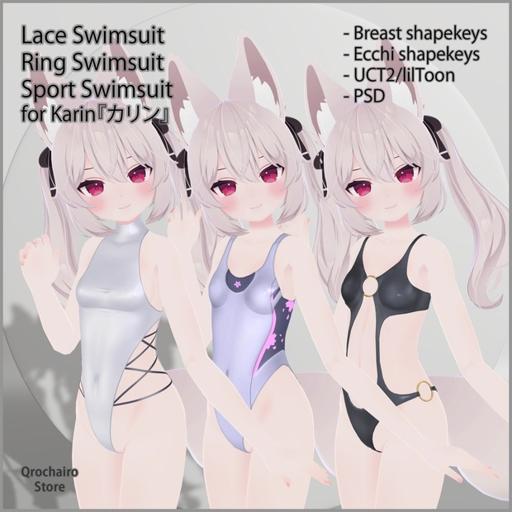 Lace Swimsuit
Ring Swimsuit
Sport Swimsuit
for Karin『カリン』
- Breast shapekeys
- Ecchi shapekeys
- UCT2/lilToon
- PSD
Qrochairo
Store